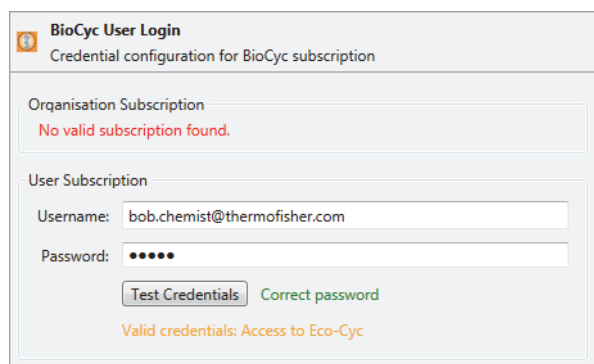 BioCyc User Login
Credential configuration for BioCyc subscription
Organisation Subscription
No valid subscription found.
User Subscription
Username: bob.chemist@thermofisher.com
Password: •••••
Test Credentials Correct password
Valid credentials: Access to Eco-Cyc